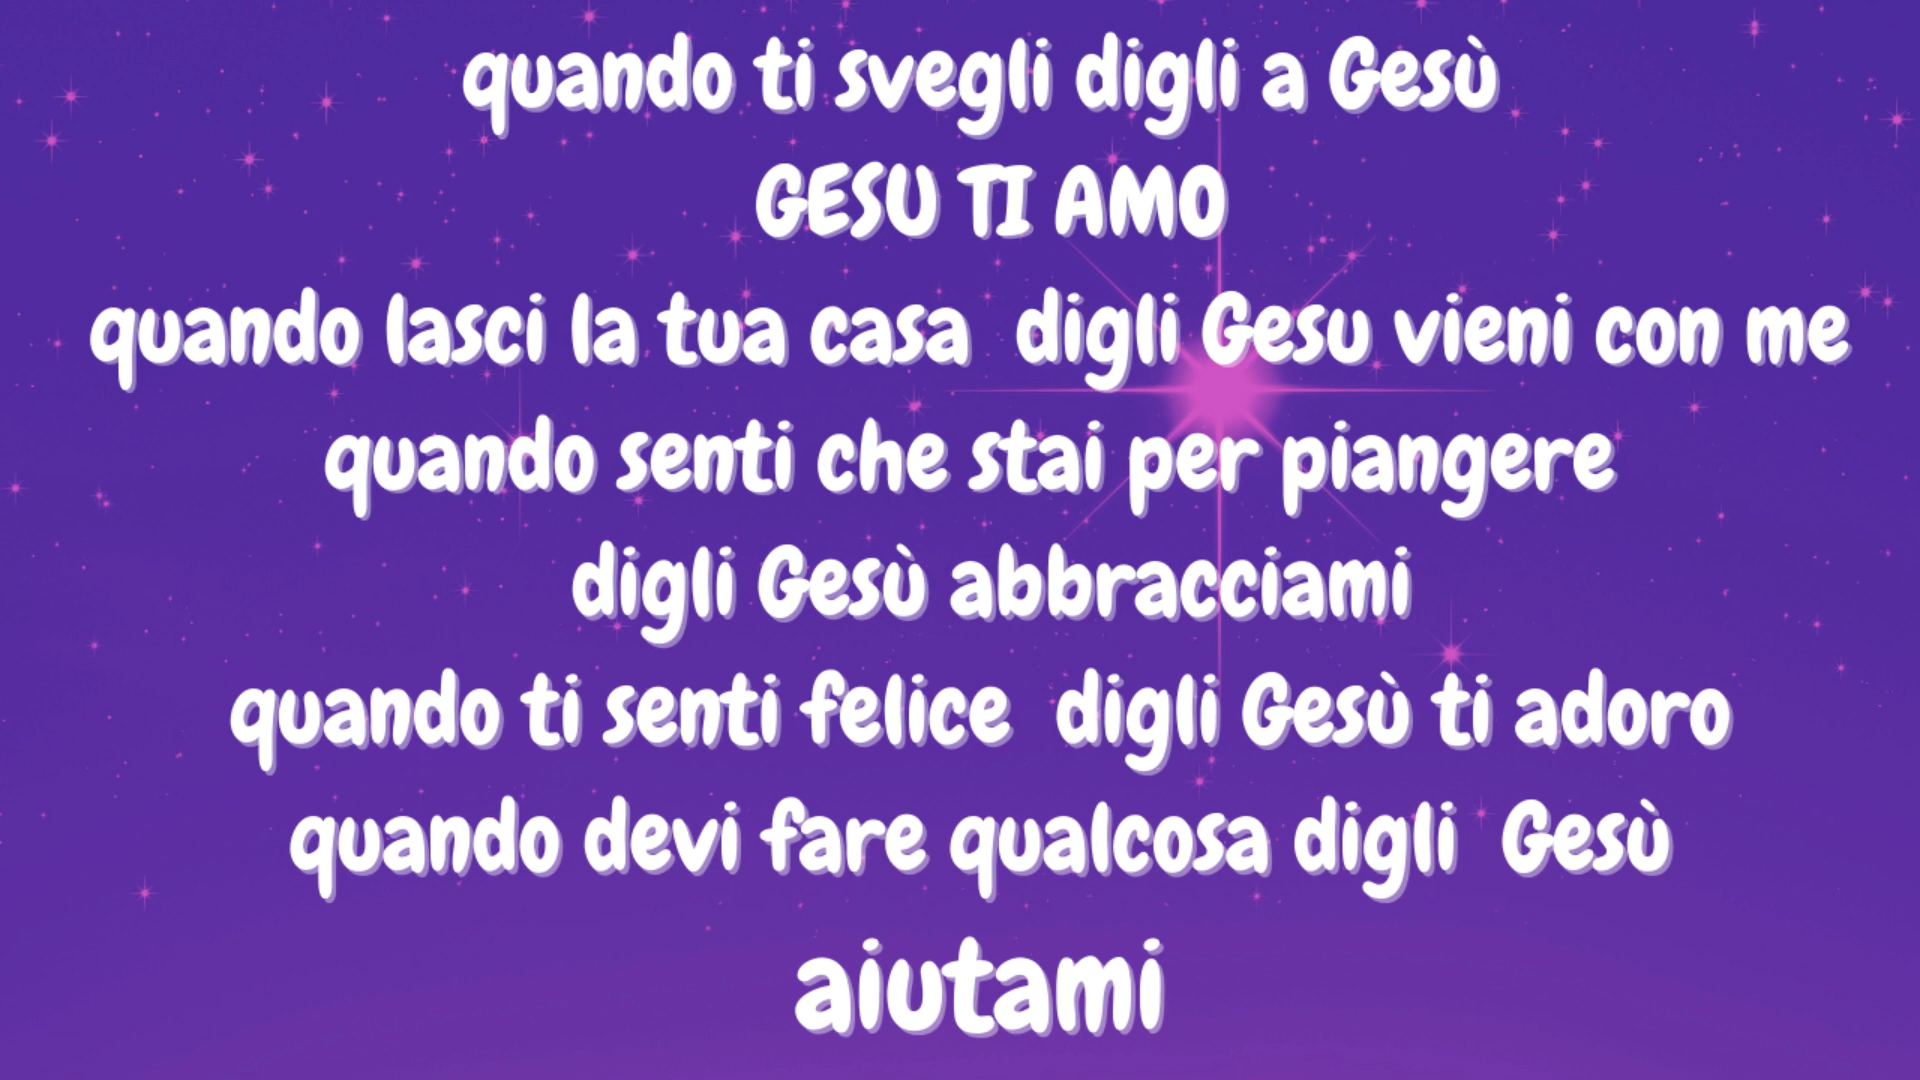 quando ti svegli digli a Gesù
GESU TI AMO
quando lasci la tua casa  digli Gesu vieni con me
quando senti che stai per piangere
digli Gesù abbracciami
quando ti senti felice  digli Gesù ti adoro
quando devi fare qualcosa digli  Gesù
aiutami